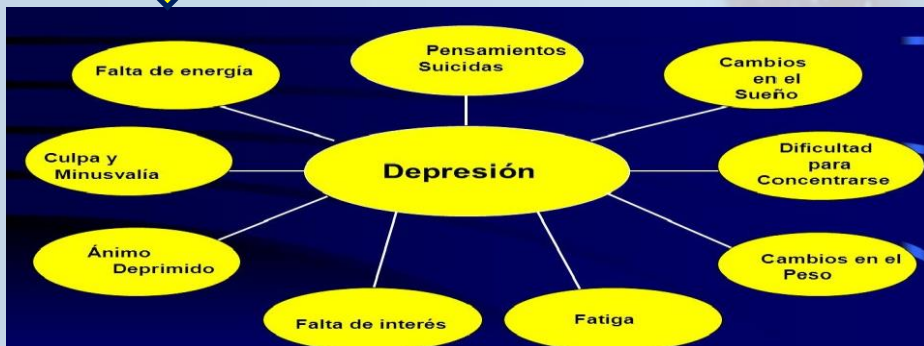 Pensamientos
Suicidas
Falta de energía
Cambios
en el
Sueño
Culpa y
Minusvalía
Depresión
Dificultad
para
Concentrarse
Ánimo
Deprimido
Cambios en el
Peso
Falta de interés
Fatiga